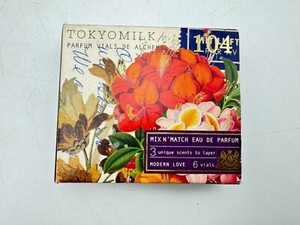 TOKYOMILK
104
PARFUM VIALS DE ALCHEM
MIX N' MATCH EAU DE PARFUM
3 unique scents to layer
MODERN LOVE 6 vials